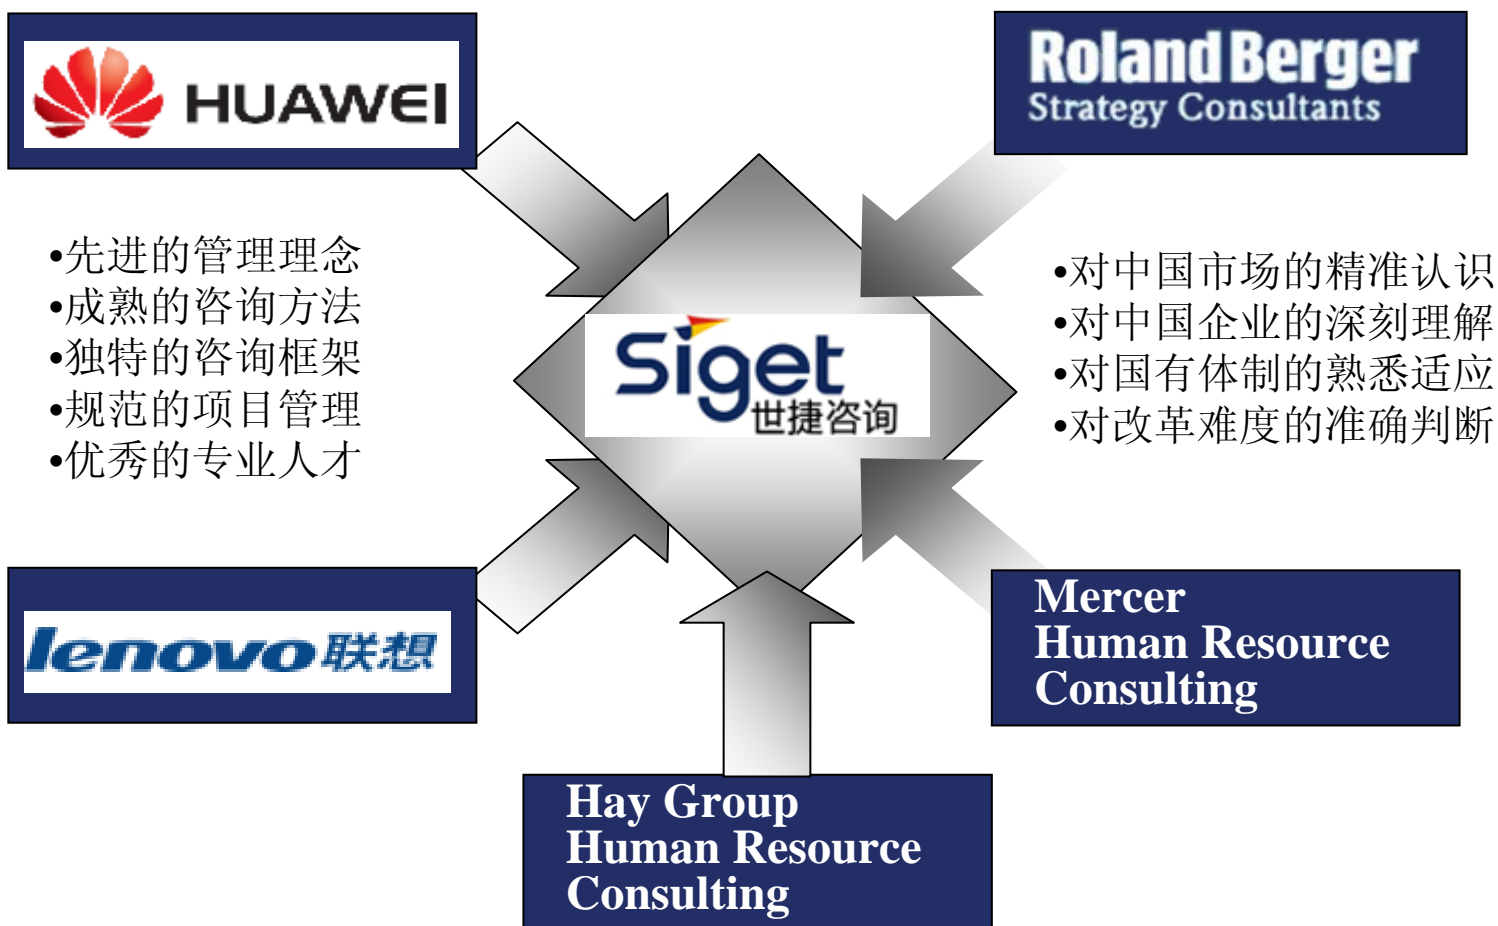 HUAWEI
Roland Berger
Strategy Consultants
•先进的管理理念
•成熟的咨询方法
•独特的咨询框架
•规范的项目管理
•优秀的专业人才
Siget
世捷咨询
•对中国市场的精准认识
•对中国企业的深刻理解
•对国有体制的熟悉适应
•对改革难度的准确判断
lenovo联想
Mercer
Human Resource
Consulting
Hay Group
Human Resource
Consulting